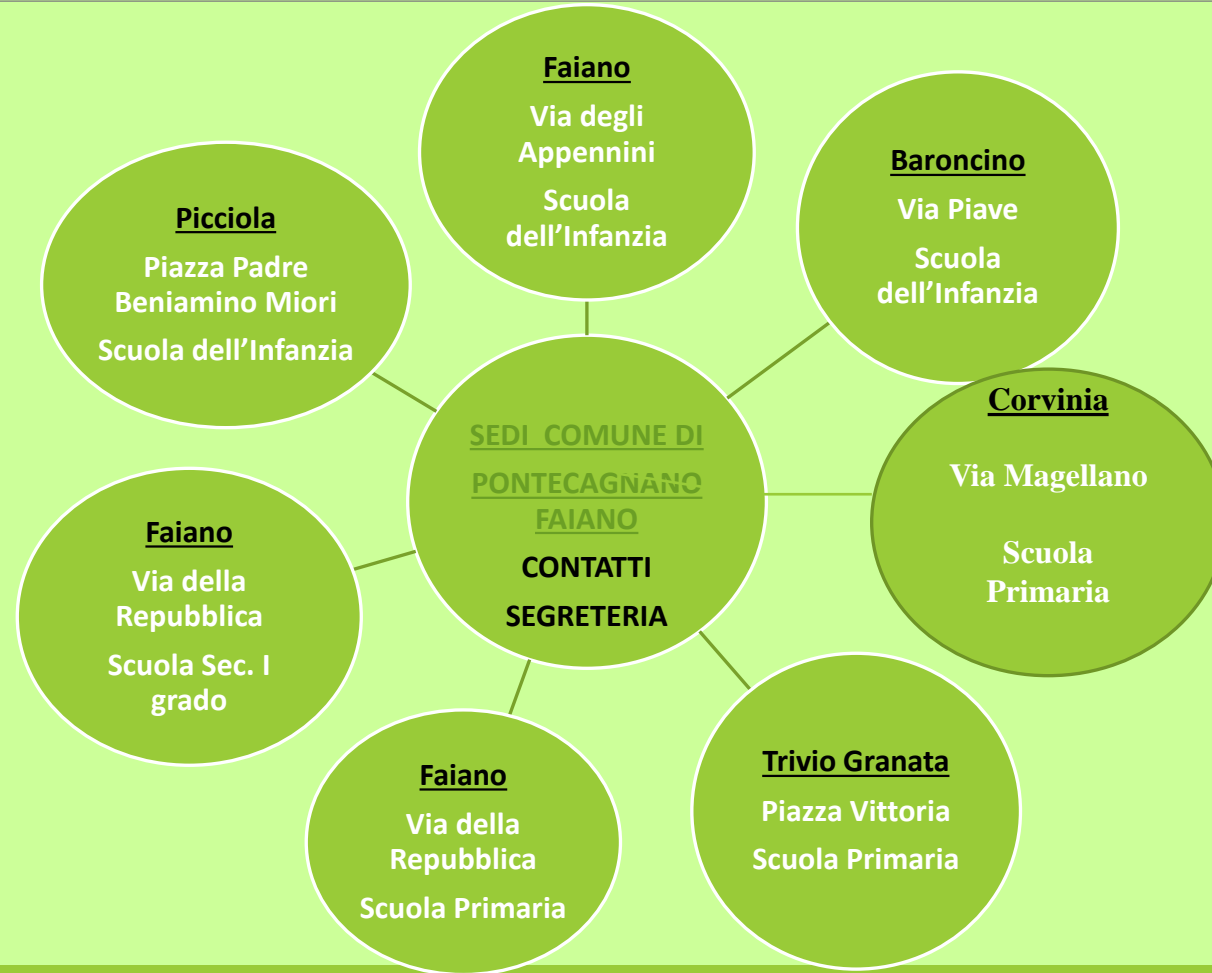 Faiano
Via degli
Appennini
Scuola
dell’Infanzia
Baroncino
Via Piave
Scuola
dell’Infanzia
Picciola
Piazza Padre
Beniamino Miori
Scuola dell’Infanzia
SEDI COMUNE DI
PONTECAGNANO
FAIANO
CONTATTI
SEGRETERIA
Corvinia
Via Magellano
Scuola
Primaria
Faiano
Via della
Repubblica
Scuola Sec. I
grado
Faiano
Via della
Repubblica
Scuola Primaria
Trivio Granata
Piazza Vittoria
Scuola Primaria